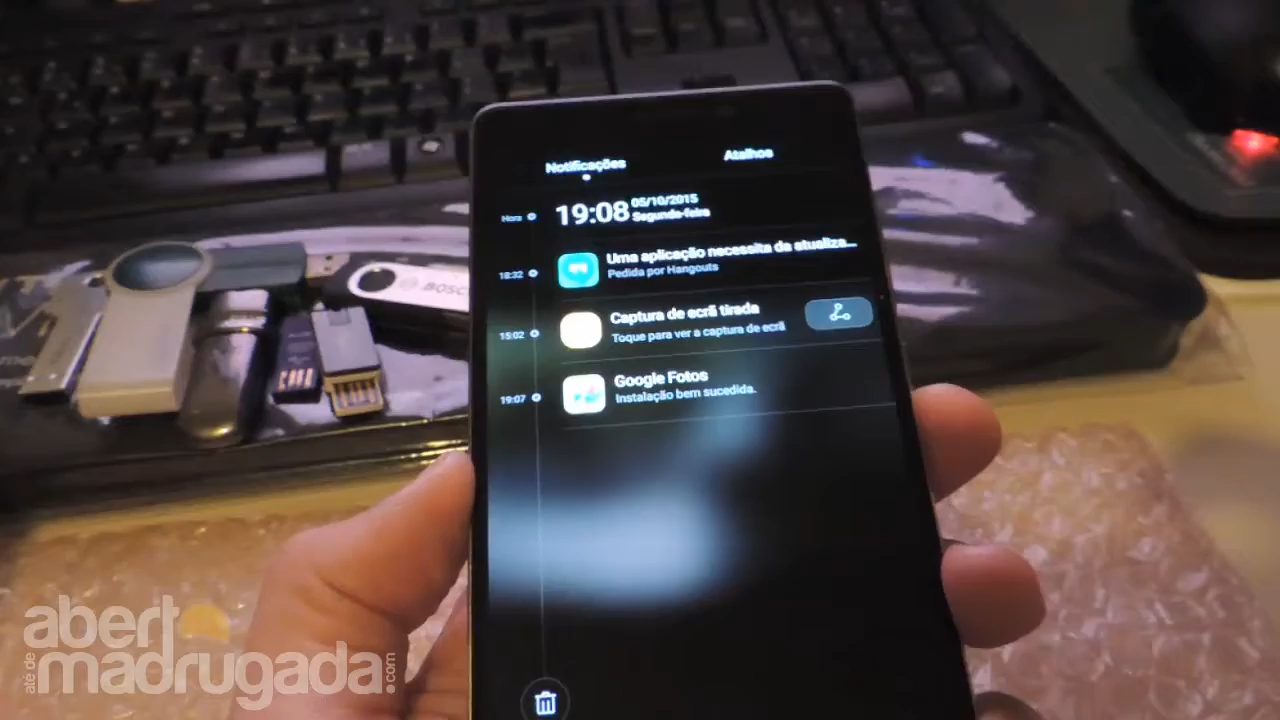 Notificações
Atalhos
Hora
19:08
05/10/2015
Segunda-feira
18:32
Uma aplicação necessita da atualiza...
Pedida por Hangouts
15:02
Captura de ecrã tirada
Toque para ver a captura de ecrã
19:07
Google Fotos
Instalação bem sucedida.
BOSC
abert
até de
madrugada.com